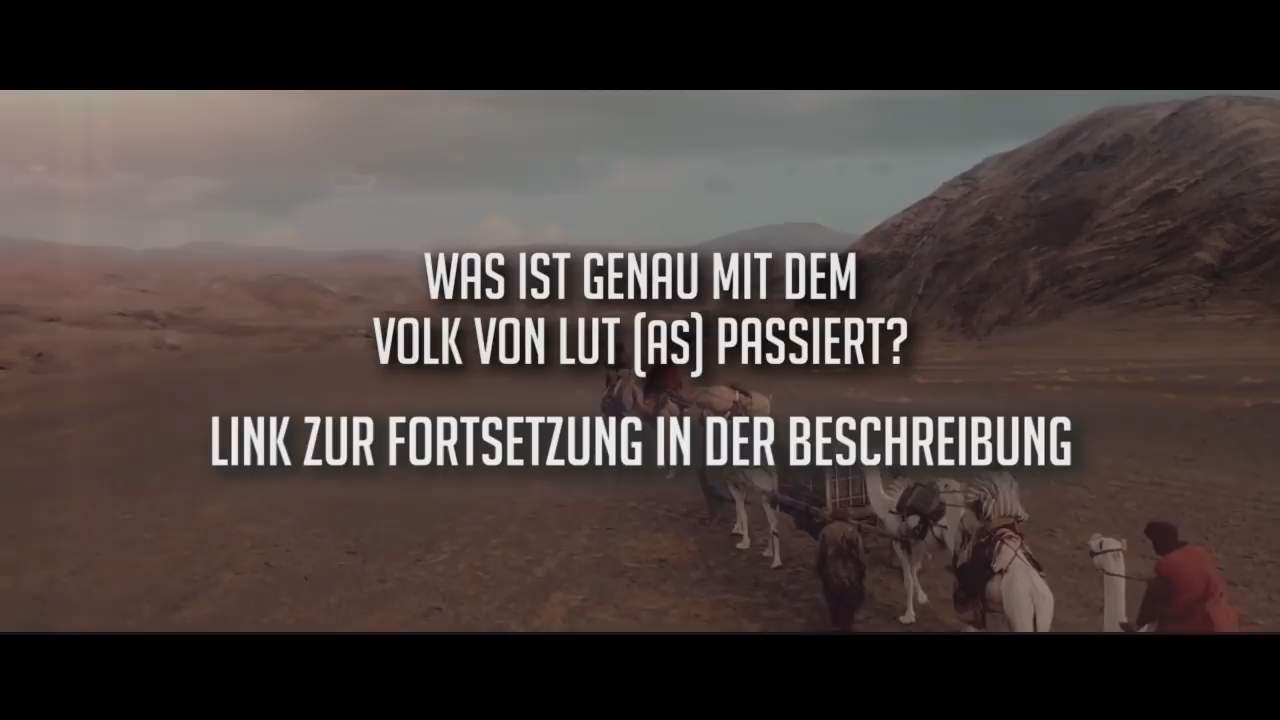 WAS IST GENAU MIT DEM
VOLK VON LUT (AS) PASSIERT?
LINK ZUR FORTSETZUNG IN DER BESCHREIBUNG